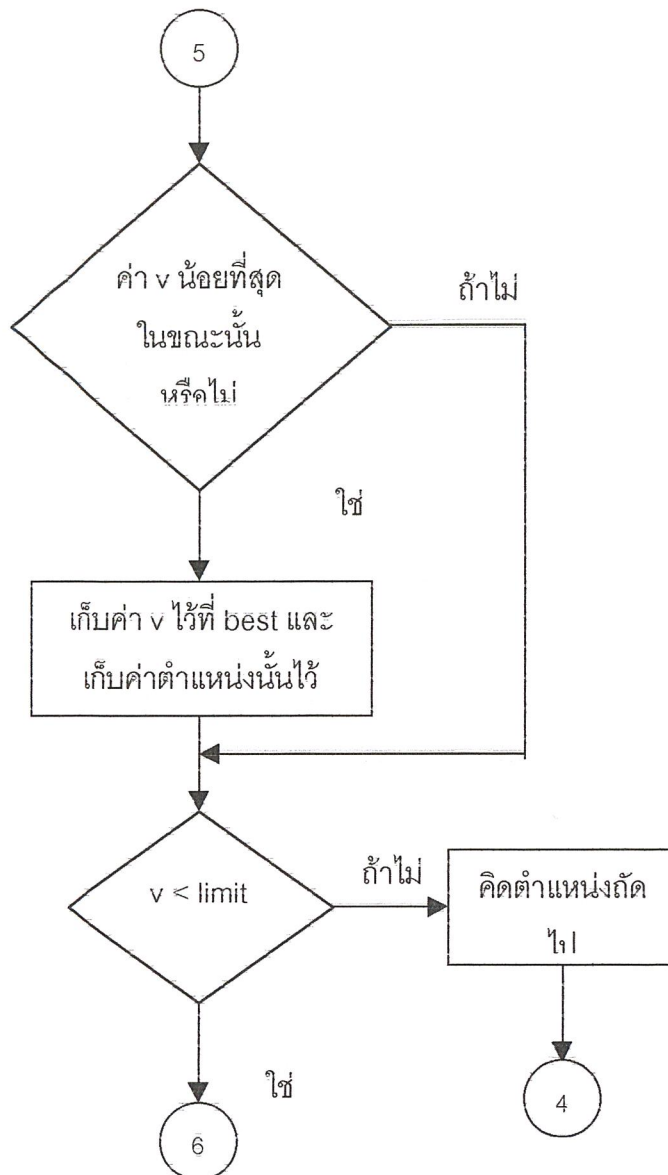 5
ค่า v น้อยที่สุด
ในขณะนั้น
หรือไม่
ถ้าไม่
ใช่
เก็บค่า v ไว้ที่ best และ
เก็บค่าตำแหน่งนั้นไว้
v < limit
ถ้าไม่
คิดตำแหน่งถัด
ไป
ใช่
4
6